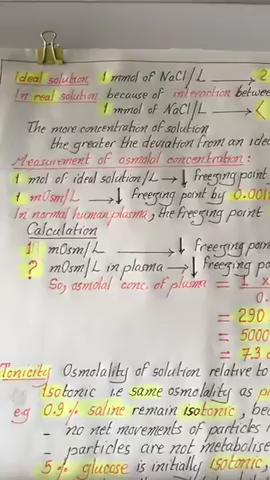 Ideal solution 1 mmol of NaCl/L → 2
In real solution because of interaction betwee
1 mmol of NaCl/L → <
The more concentration of solution
the greater the deviation from an ide
Measurement of osmolal concentration:
1 mol of ideal solution/L → ↓ freezing point
1 mOsm/L → ↓ freezing point by 0.001
In normal human plasma, the freezing point
Calculation
1 mOsm/L → ↓ freezing poin
? mOsm/L in plasma → ↓ freezing po
So, osmolal conc. of plasma = 1 x
0.
= 290
= 5000
= 7.3
Tonicity Osmolality of solution relative to
Isotonic i.e same osmolality as p
e.g 0.9% saline remain isotonic, bec
- no net movements of particles
- particles are not metabolise
5% glucose is initially isotonic,